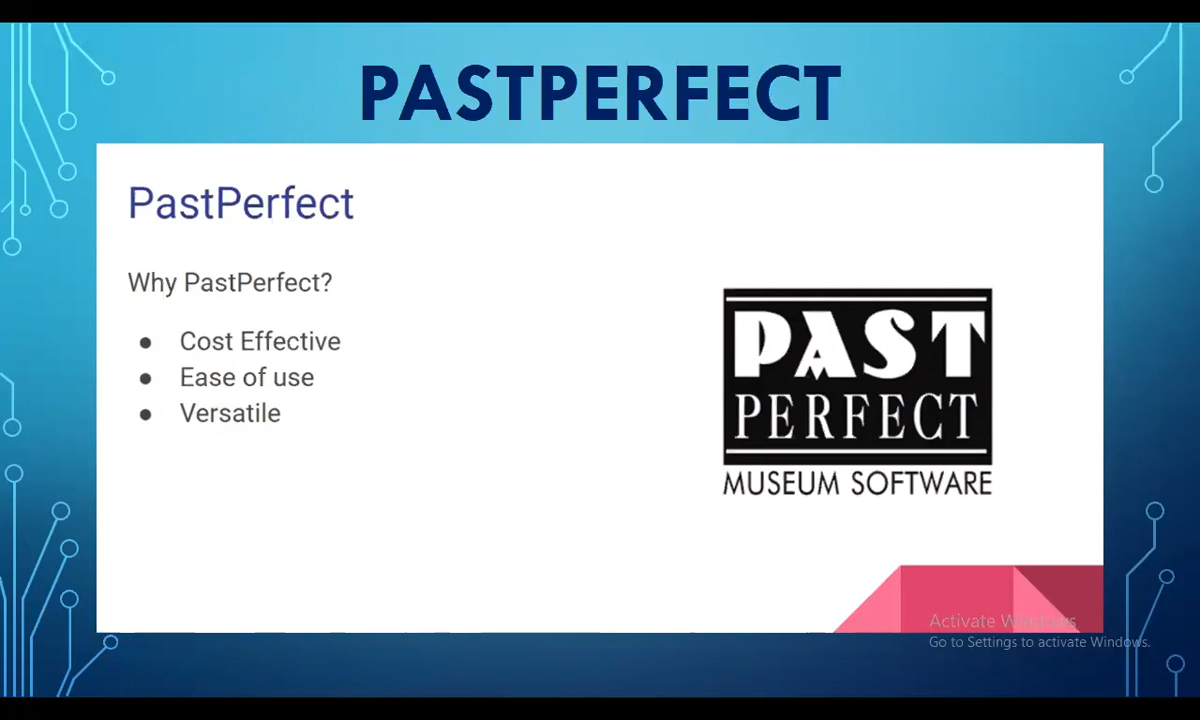 PASTPERFECT
PastPerfect
Why PastPerfect?
● Cost Effective
● Ease of use
● Versatile
PAST
PERFECT
MUSEUM SOFTWARE
Activate Windows
Go to Settings to activate Windows.